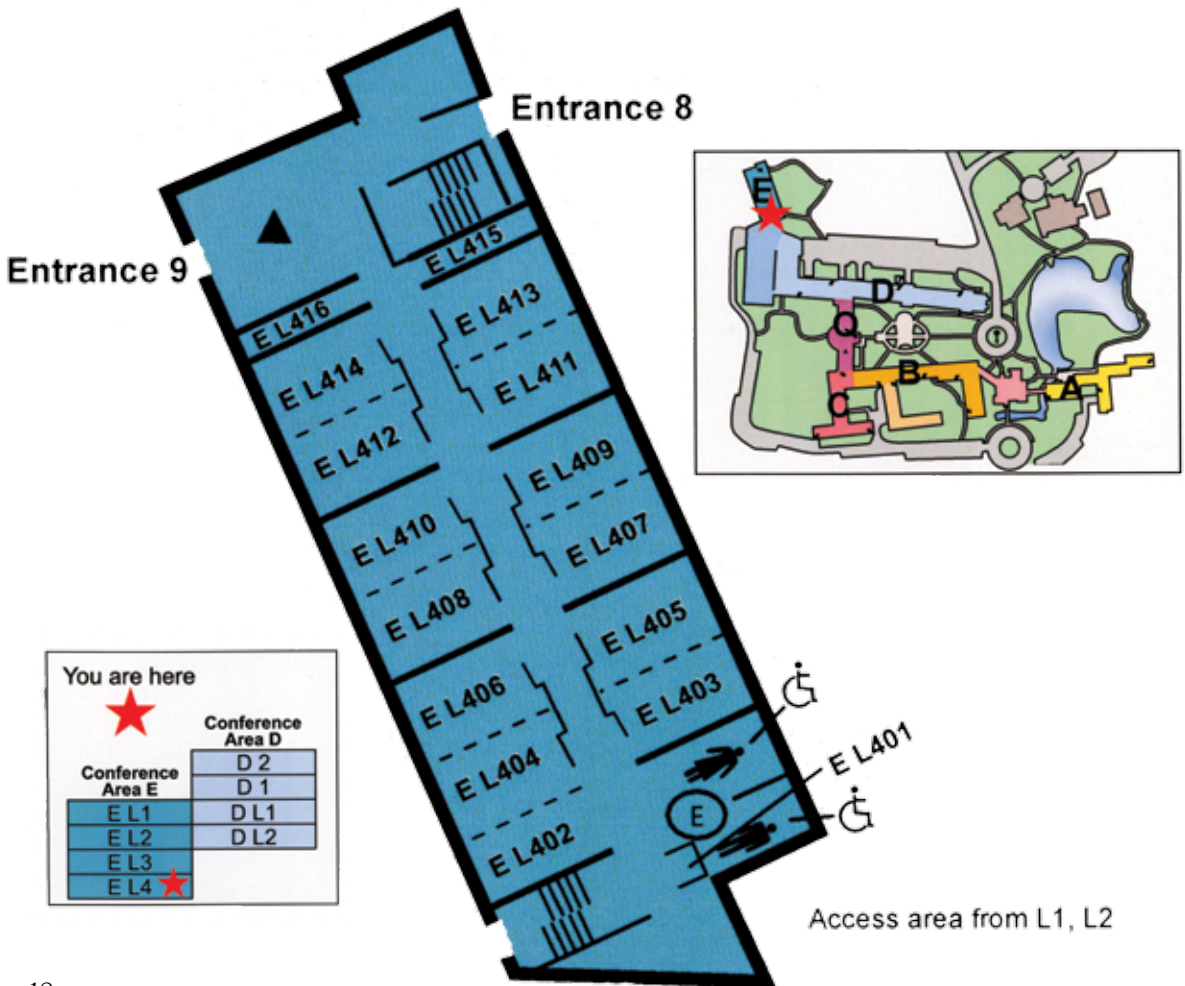 Entrance 8
Entrance 9
E L415
E L416
E L413
E L414
E L411
E L412
E L409
E L410
E L407
E L408
E L405
E L406
E L403
E L404
E L401
E
E L402
Access area from L1, L2
E
D
Q
B
A
C
You are here
Conference
Area D
D 2
D 1
D L1
D L2
Conference
Area E
E L1
E L2
E L3
E L4